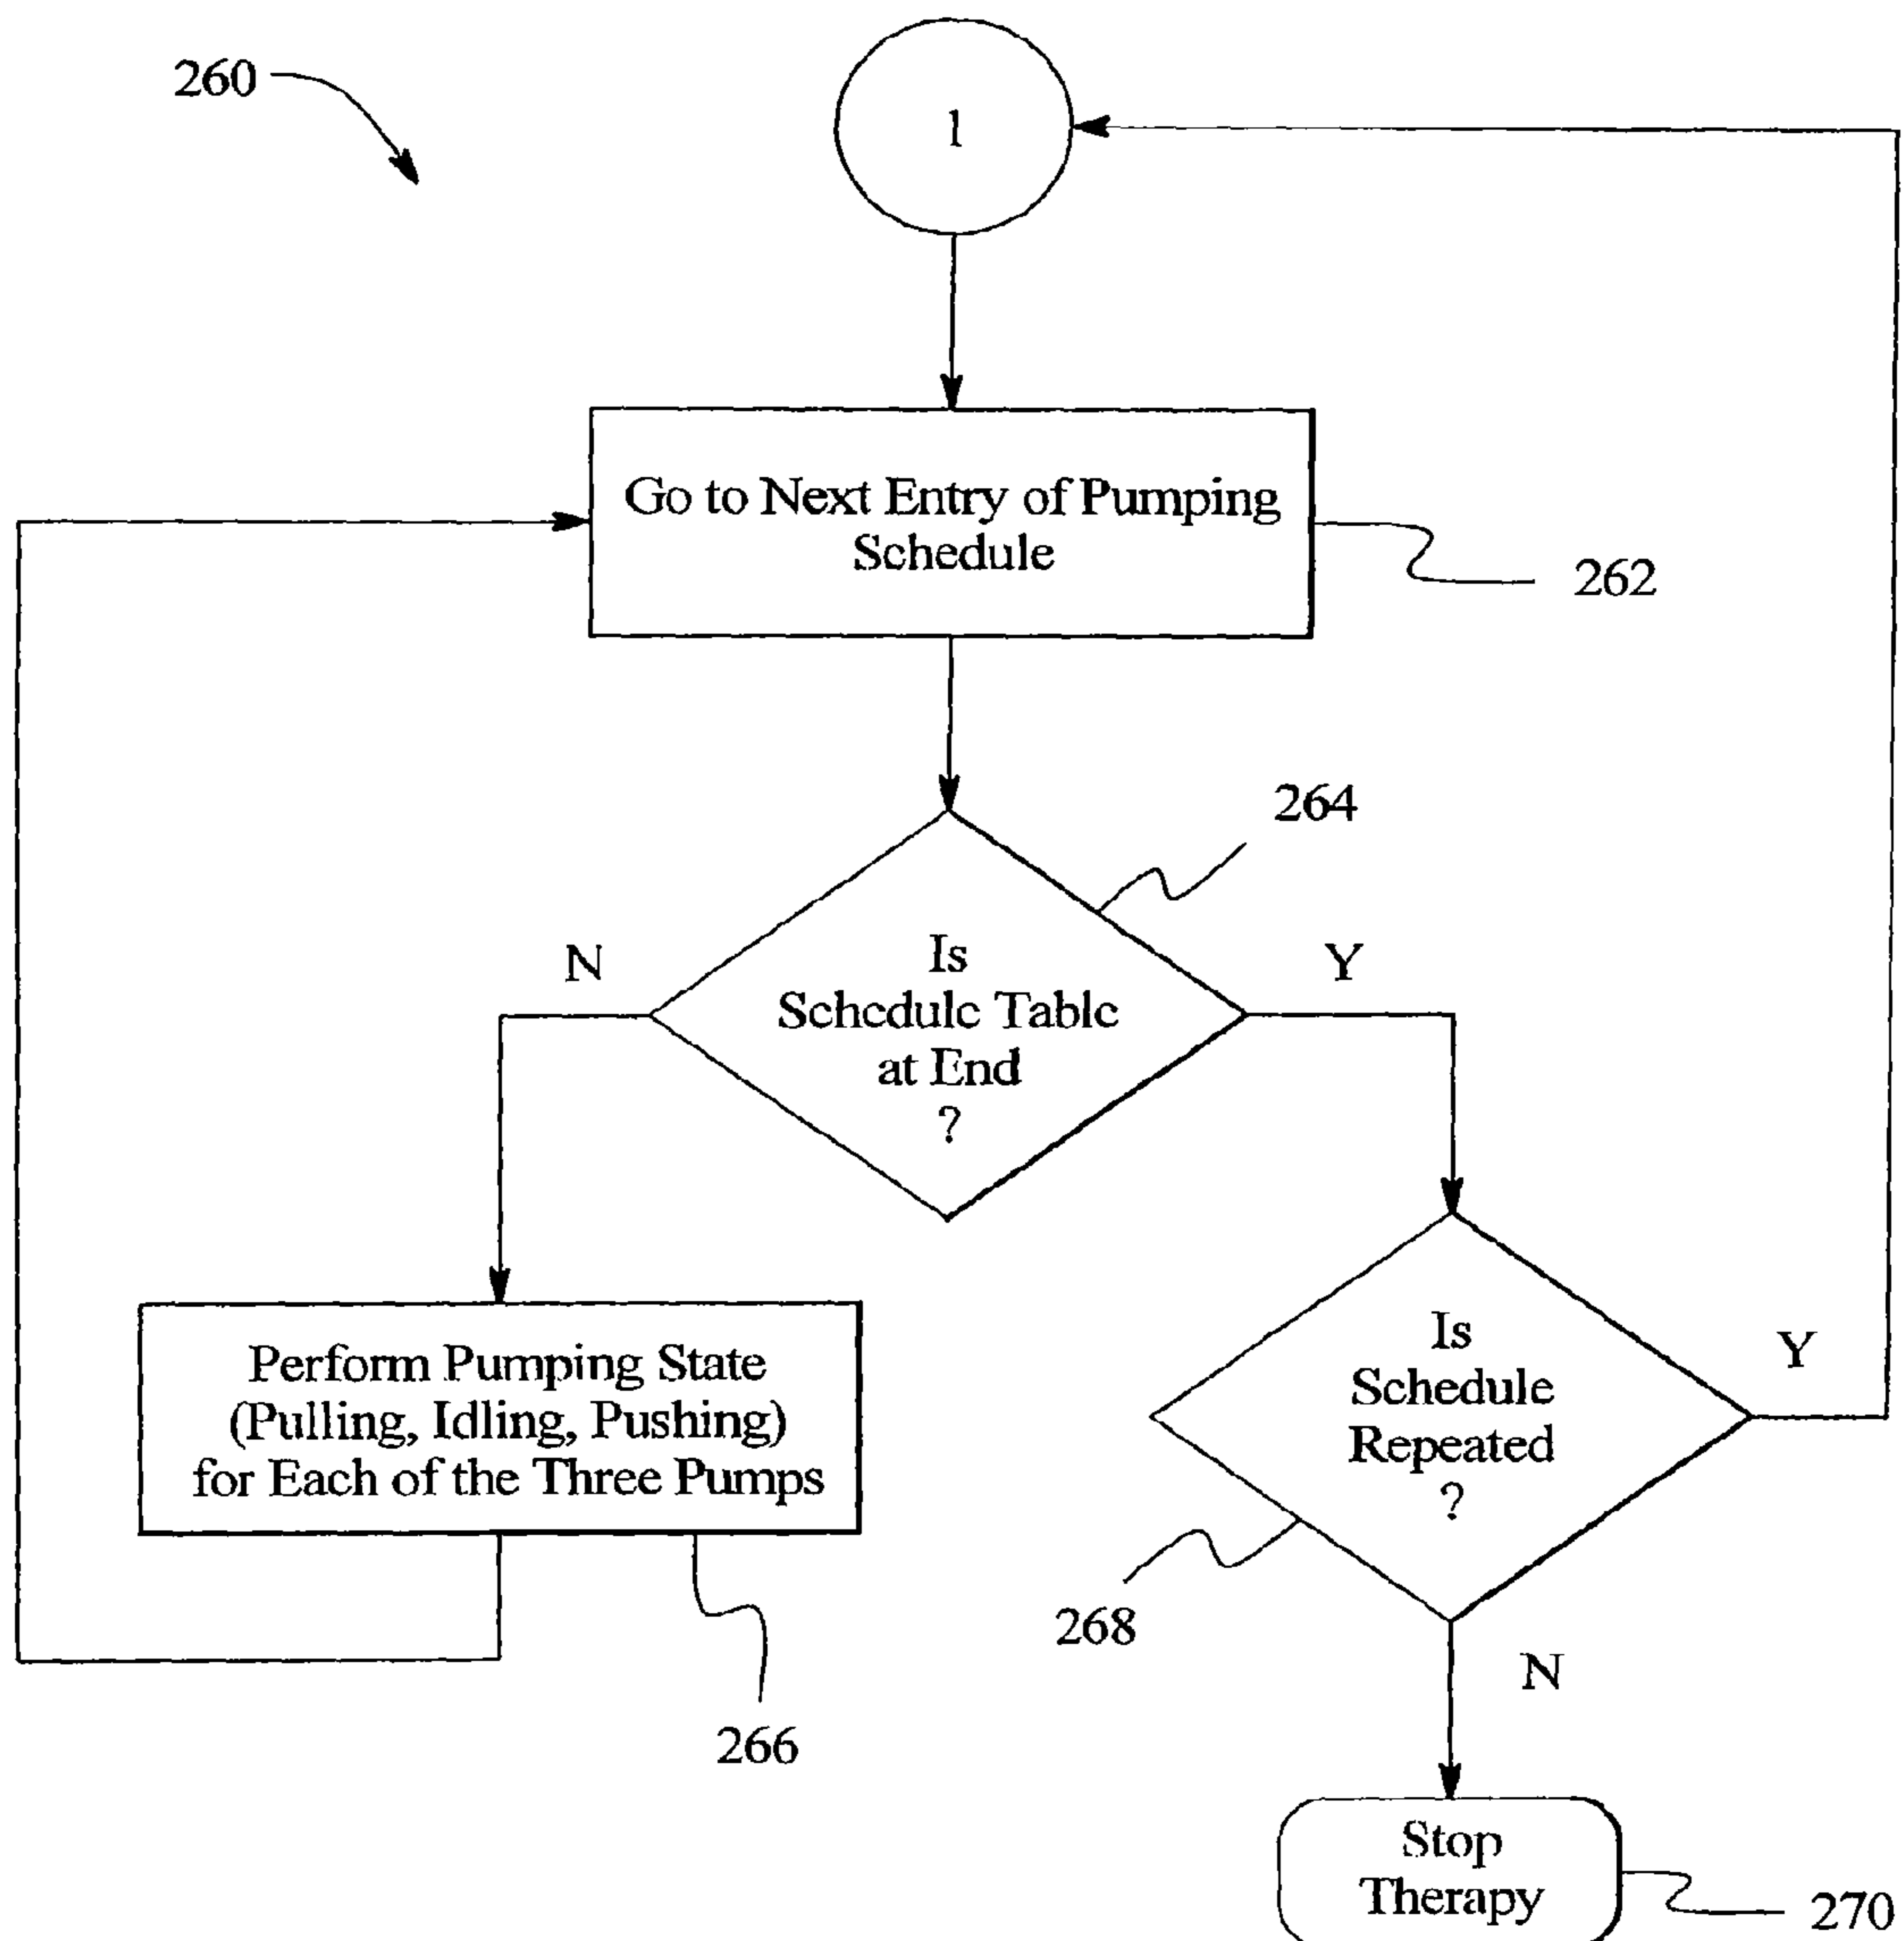 260
1
Go to Next Entry of Pumping
Schedule
262
264
N
Is
Schedule Table
at End
?
Y
Perform Pumping State
(Pulling, Idling, Pushing)
for Each of the Three Pumps
266
Is
Schedule
Repeated
?
Y
268
N
Stop
Therapy
270